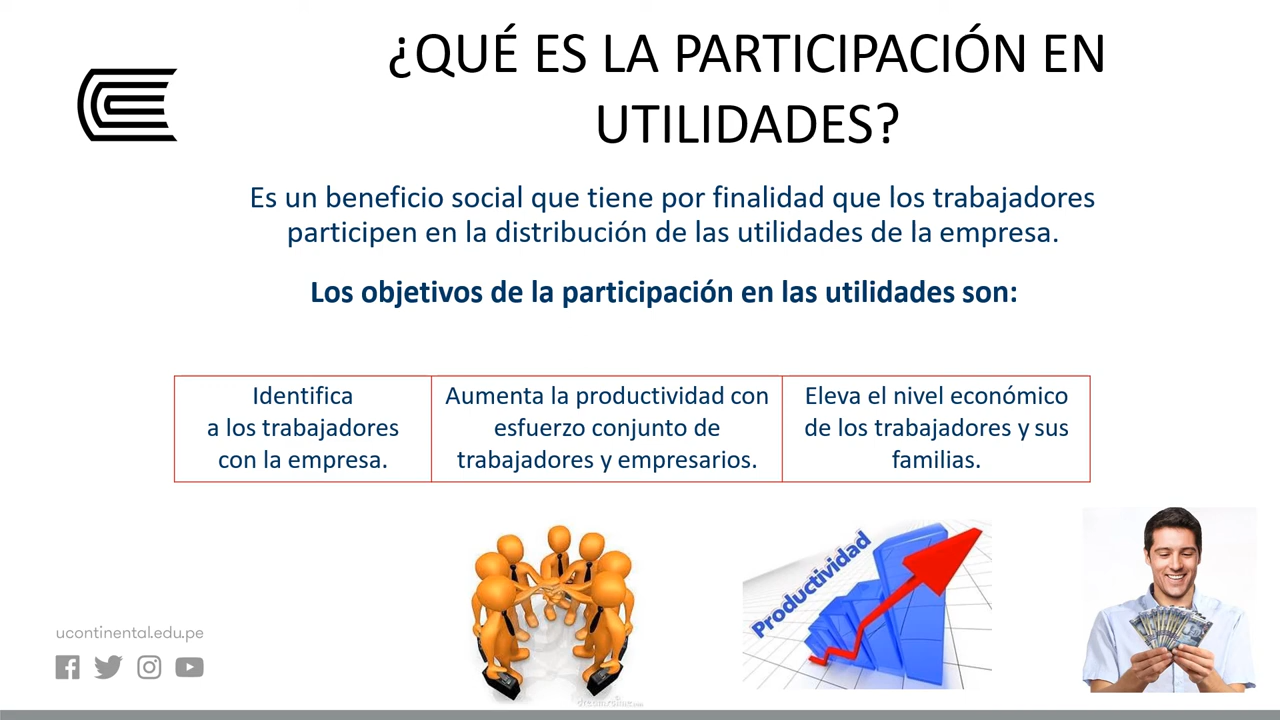 ¿QUÉ ES LA PARTICIPACIÓN EN
UTILIDADES?
Es un beneficio social que tiene por finalidad que los trabajadores
participen en la distribución de las utilidades de la empresa.
Los objetivos de la participación en las utilidades son:
Identifica
a los trabajadores
con la empresa.
Aumenta la productividad con
esfuerzo conjunto de
trabajadores y empresarios.
Eleva el nivel económico
de los trabajadores y sus
familias.
Productividad
ucontinental.edu.pe